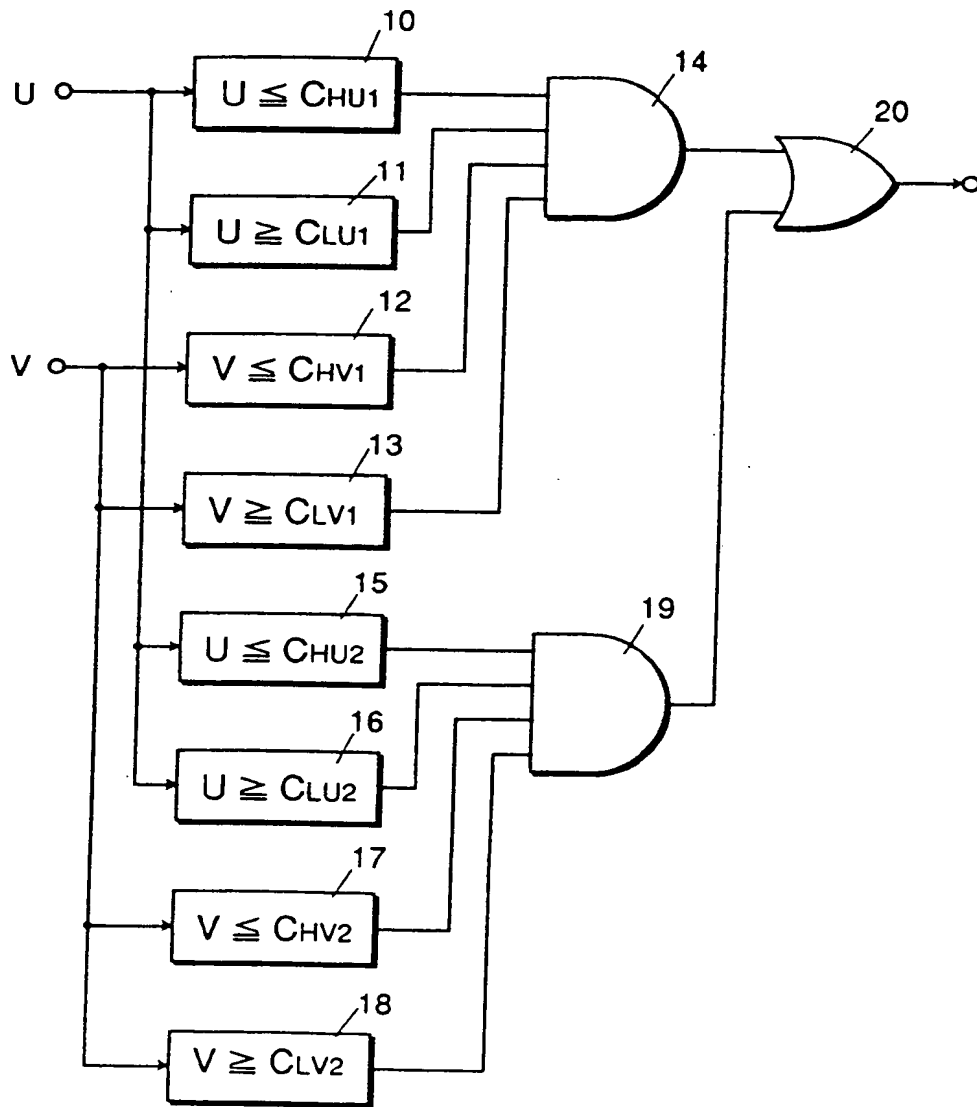 10
U ≦ CHU1
14
20
U
11
U ≧ CLU1
12
V
V ≦ CHV1
13
V ≧ CLV1
15
U ≦ CHU2
19
16
U ≧ CLU2
17
V ≦ CHV2
18
V ≧ CLV2